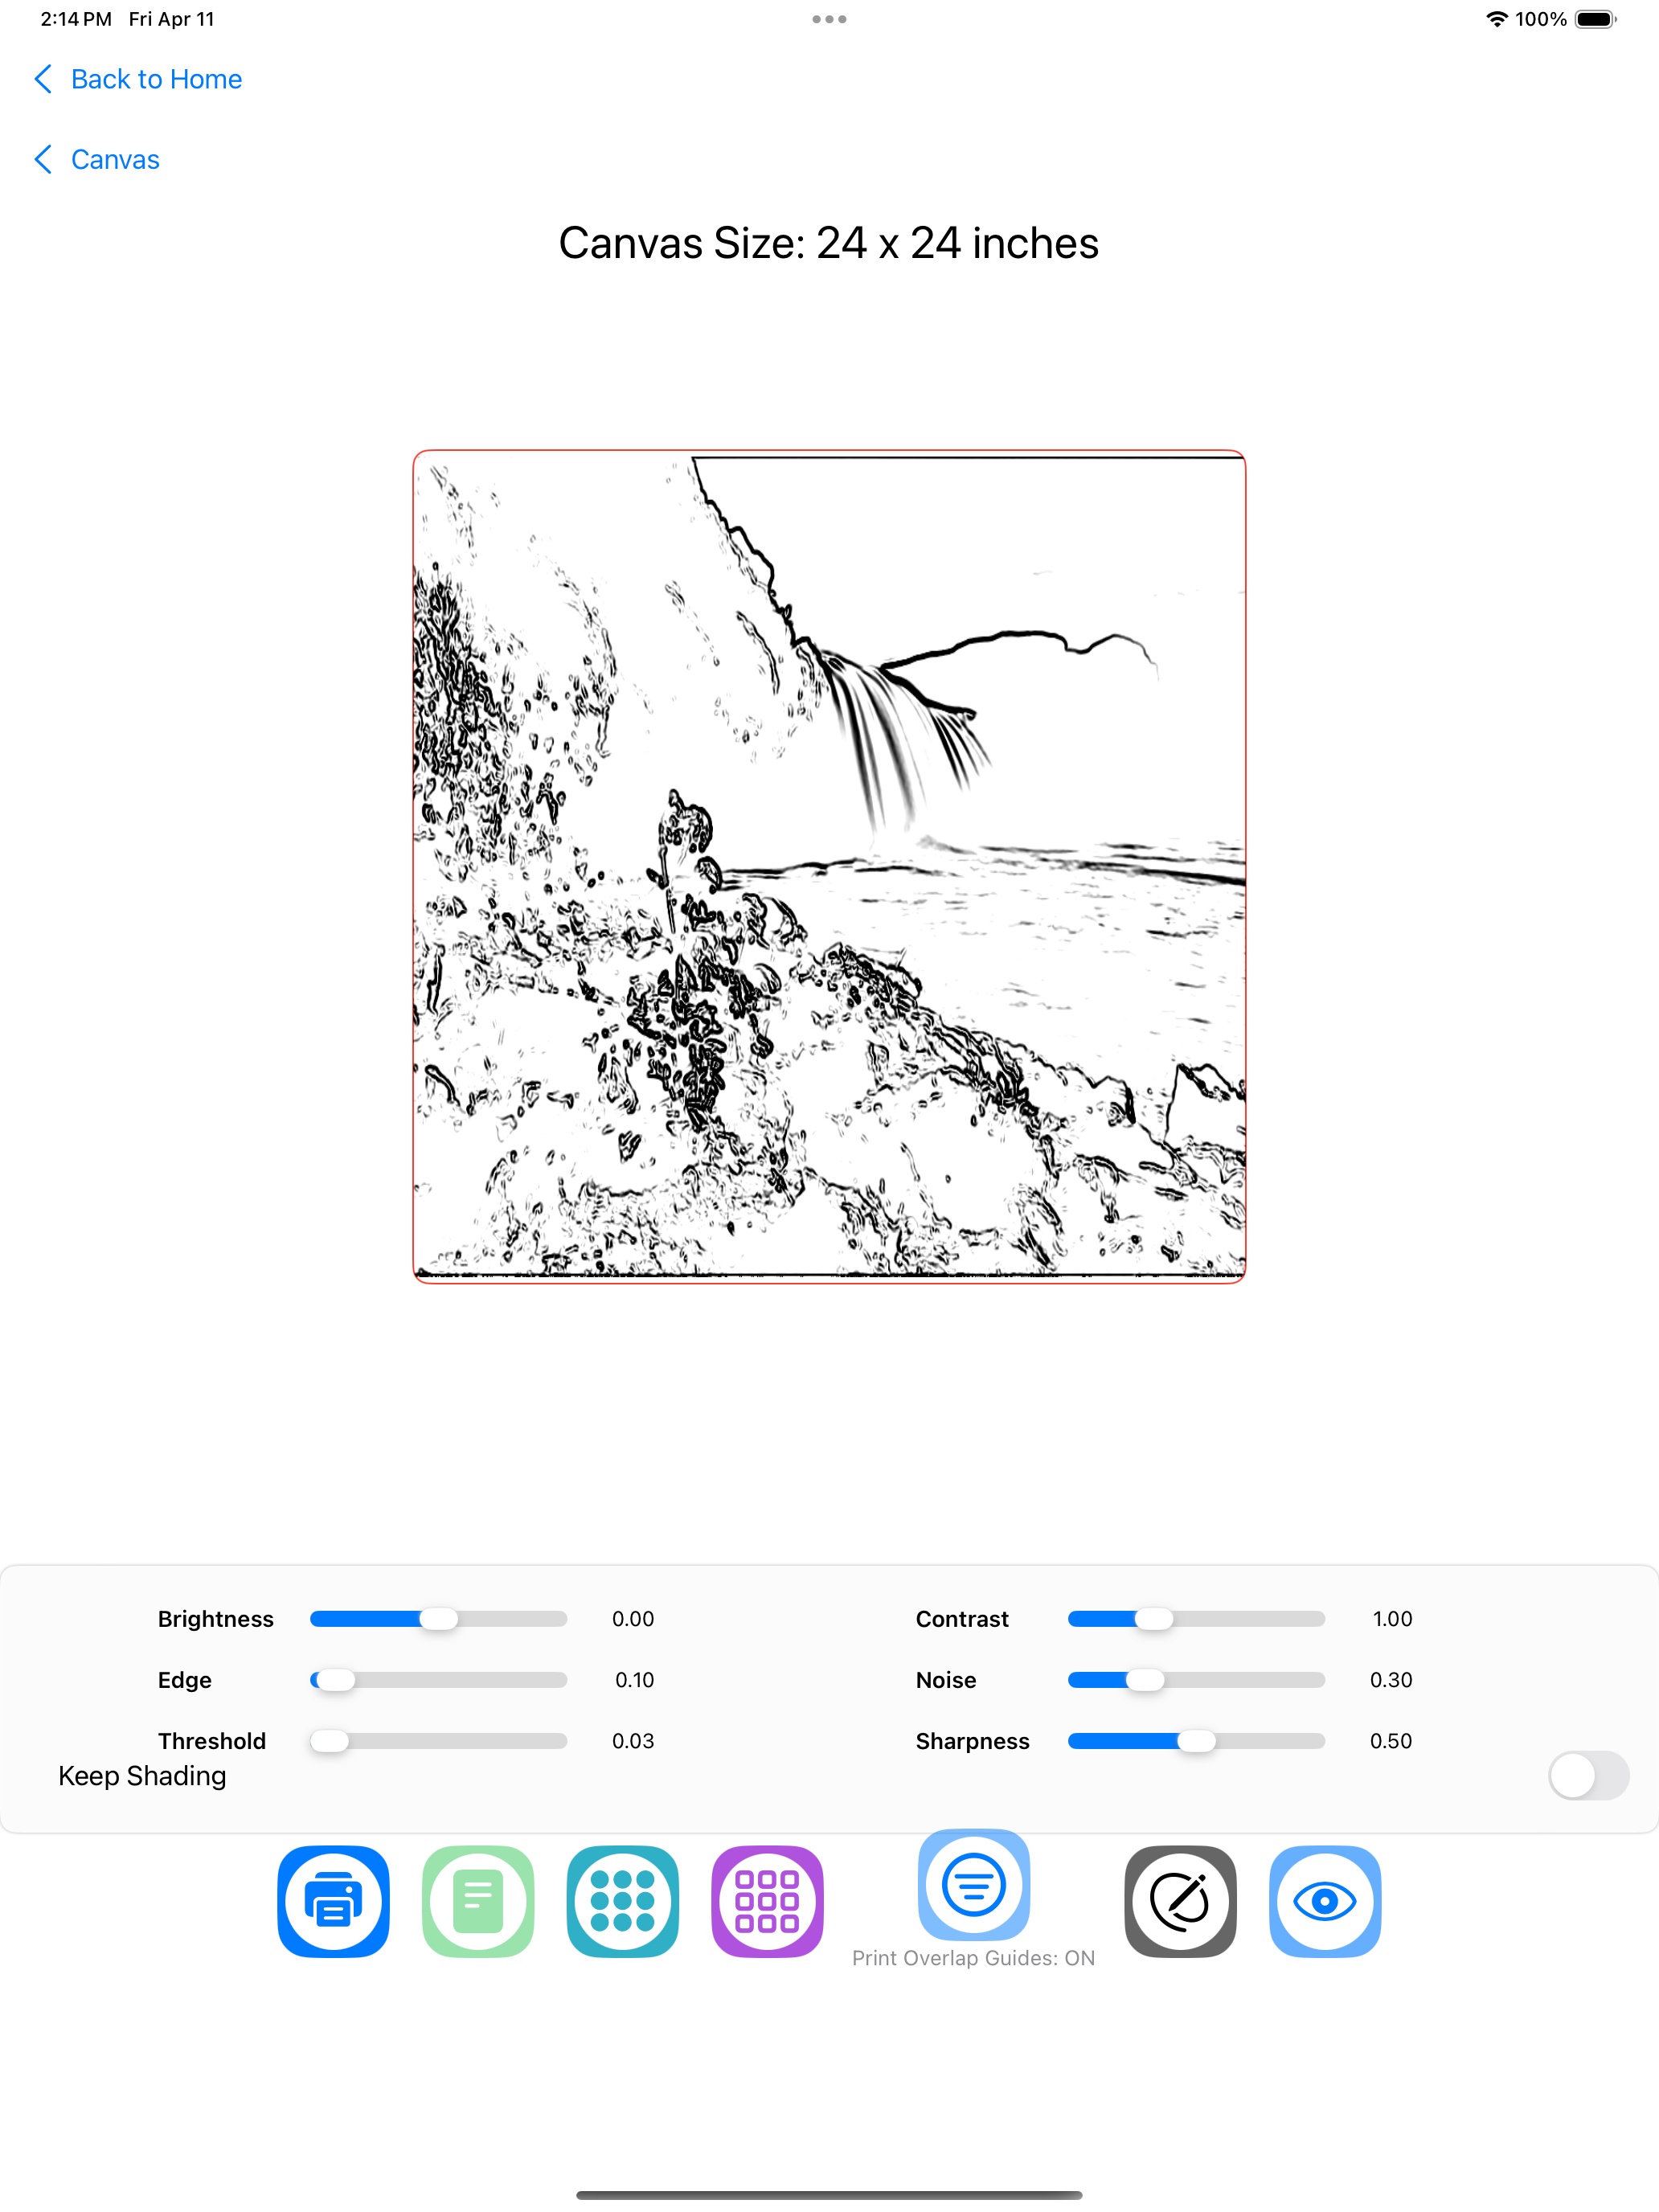 2:14 PM Fri Apr 11 100%
Back to Home
Canvas
Canvas Size: 24 x 24 inches
Brightness 0.00 Contrast 1.00
Edge 0.10 Noise 0.30
Threshold 0.03 Sharpness 0.50
Keep Shading
Print Overlap Guides: ON